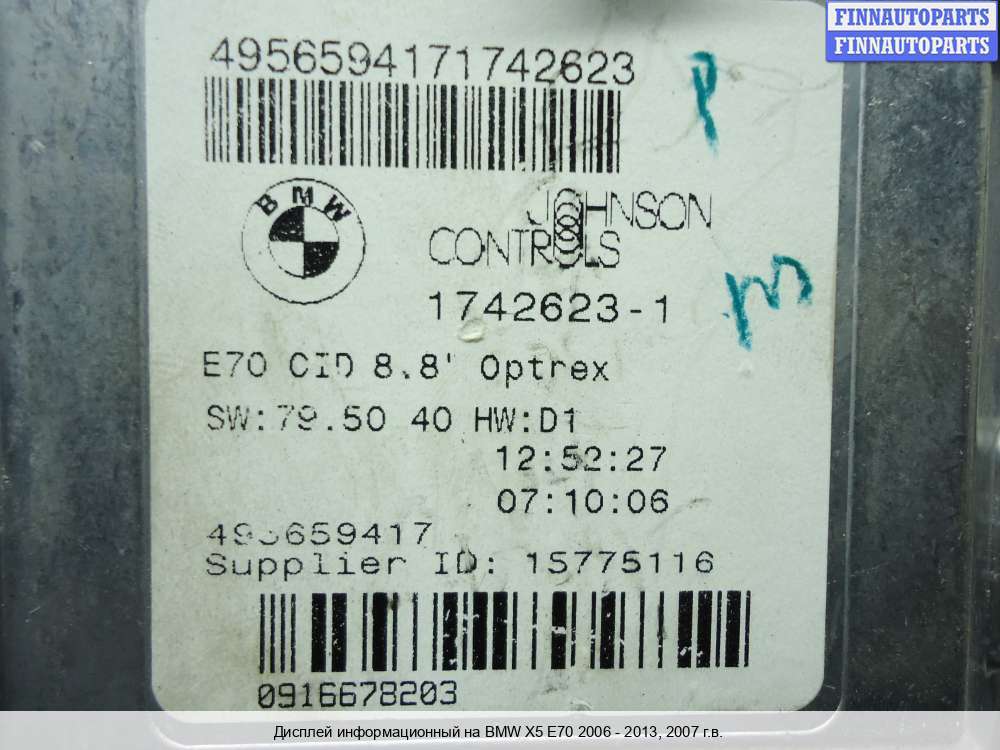 FINNAUTOPARTS
FINNAUTOPARTS
4956594171742623
BMW
JOHNSON
CONTROLS
1742623-1
E70 CID 8.8' Optrex
SW:79.50 40 HW:D1
12:52:27
07:10:06
495659417
Supplier ID: 15775116
0916678203
Дисплей информационный на BMW X5 E70 2006 - 2013, 2007 г.в.